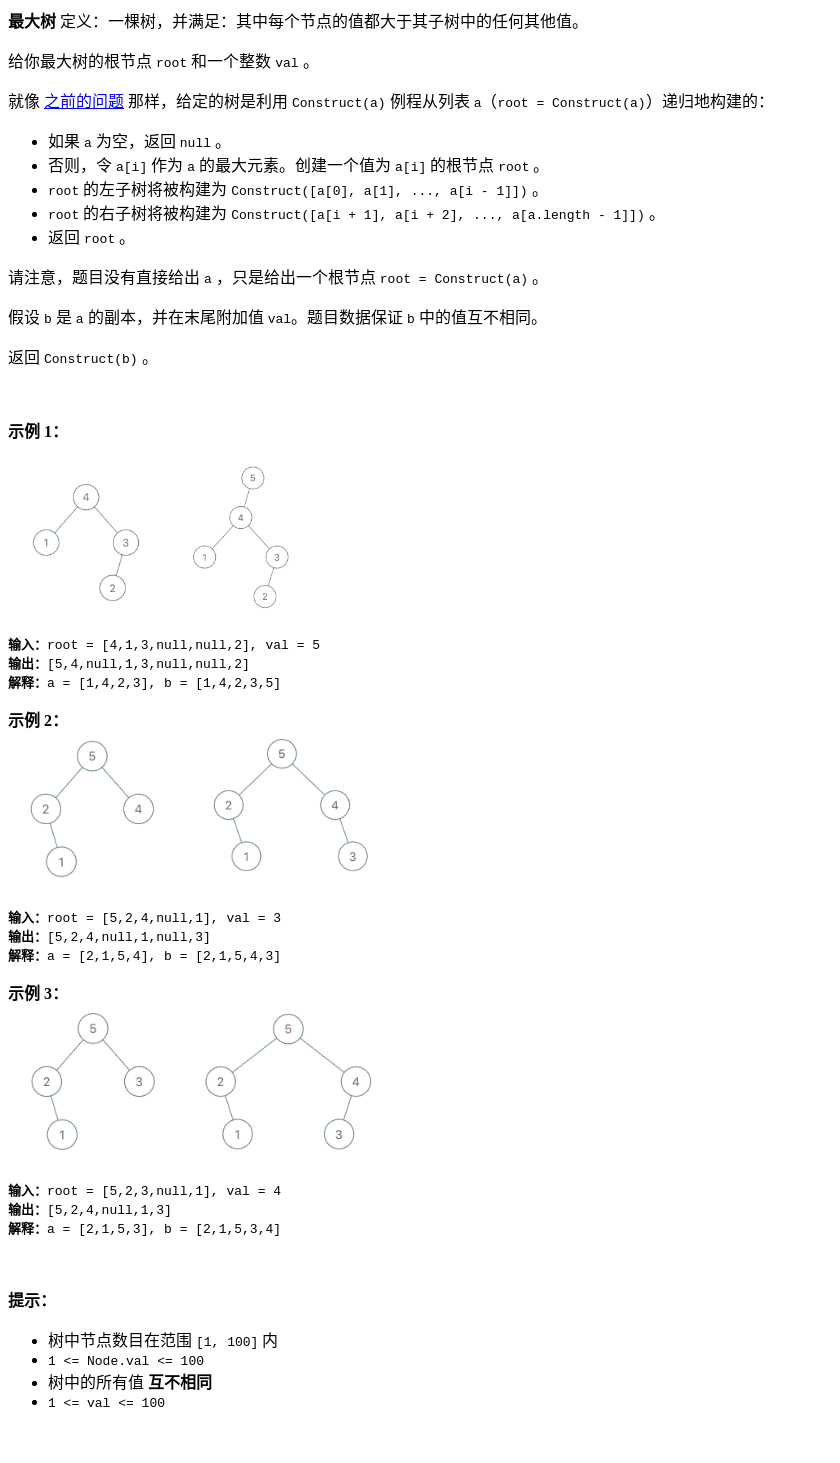 最大树 定义：一棵树，并满足：其中每个节点的值都大于其子树中的任何其他值。
给你最大树的根节点 root 和一个整数 val 。
就像 之前的问题 那样，给定的树是利用 Construct(a) 例程从列表 a（root = Construct(a)）递归地构建的：
如果 a 为空，返回 null 。
否则，令 a[i] 作为 a 的最大元素。创建一个值为 a[i] 的根节点 root 。
root 的左子树将被构建为 Construct([a[0], a[1], ..., a[i - 1]]) 。
root 的右子树将被构建为 Construct([a[i + 1], a[i + 2], ..., a[a.length - 1]]) 。
返回 root 。
请注意，题目没有直接给出 a ，只是给出一个根节点 root = Construct(a) 。
假设 b 是 a 的副本，并在末尾附加值 val。题目数据保证 b 中的值互不相同。
返回 Construct(b) 。
示例 1：
4
1 3
2
5
4
1 3
2
输入：root = [4,1,3,null,null,2], val = 5
输出：[5,4,null,1,3,null,null,2]
解释：a = [1,4,2,3], b = [1,4,2,3,5]
示例 2：
5
2 4
1
5
2 4
1 3
输入：root = [5,2,4,null,1], val = 3
输出：[5,2,4,null,1,null,3]
解释：a = [2,1,5,4], b = [2,1,5,4,3]
示例 3：
5
2 3
1
5
2 4
1 3
输入：root = [5,2,3,null,1], val = 4
输出：[5,2,4,null,1,3]
解释：a = [2,1,5,3], b = [2,1,5,3,4]
提示：
树中节点数目在范围 [1, 100] 内
1 <= Node.val <= 100
树中的所有值 互不相同
1 <= val <= 100